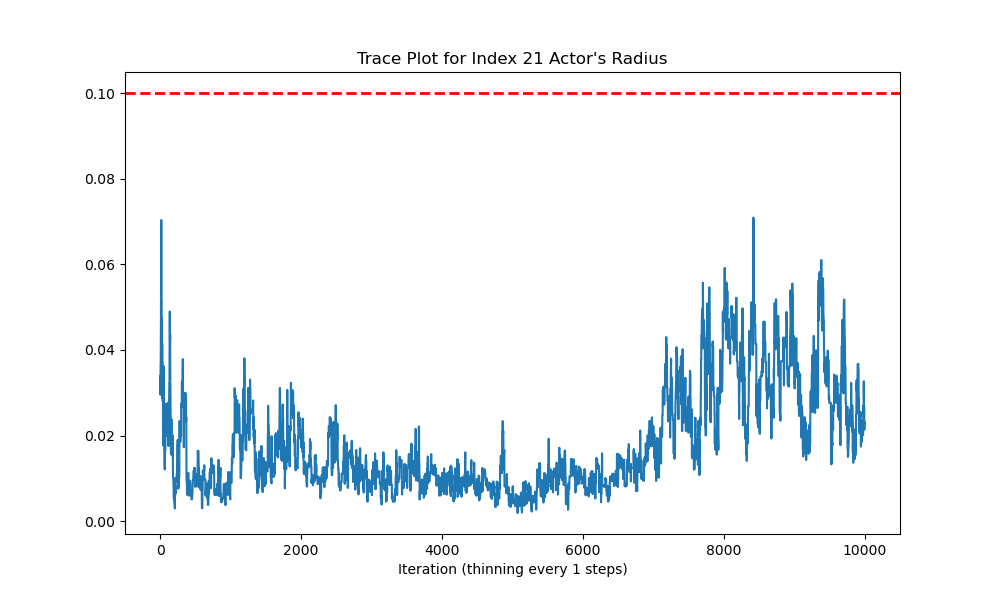 Trace Plot for Index 21 Actor's Radius
0.10
0.08
0.06
0.04
0.02
0.00
0 2000 4000 6000 8000 10000
Iteration (thinning every 1 steps)